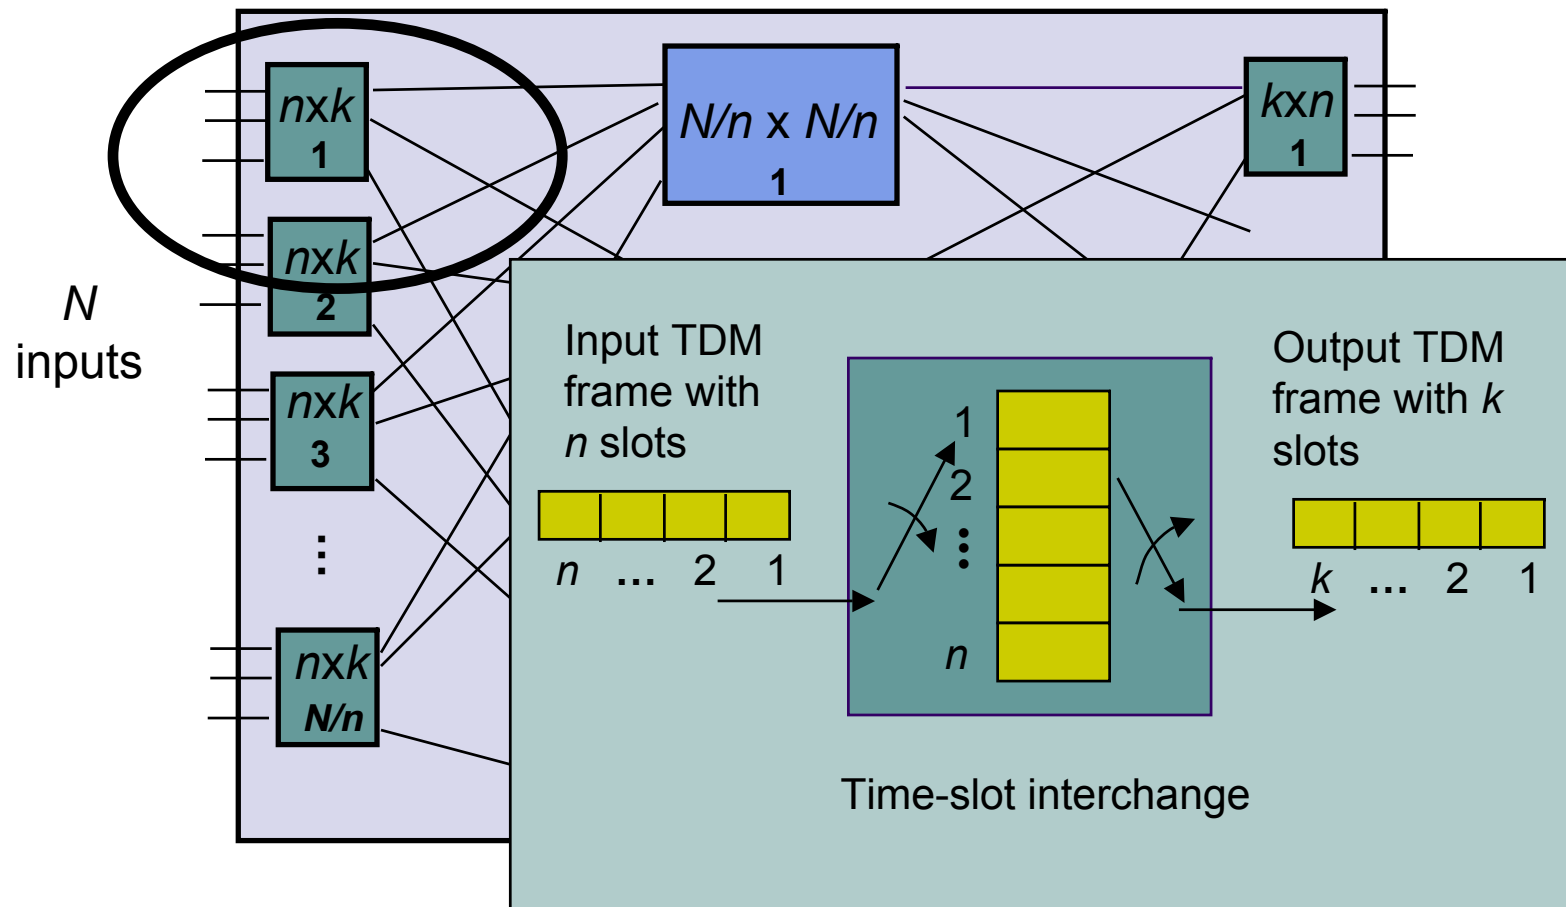 nxk
1
N/n x N/n
1
kxn
1
nxk
2
N
inputs
nxk
3
⋮
nxk
N/n
Input TDM
frame with
n slots
n ... 2 1
1
2
⋮
n
Output TDM
frame with k
slots
k ... 2 1
Time-slot interchange